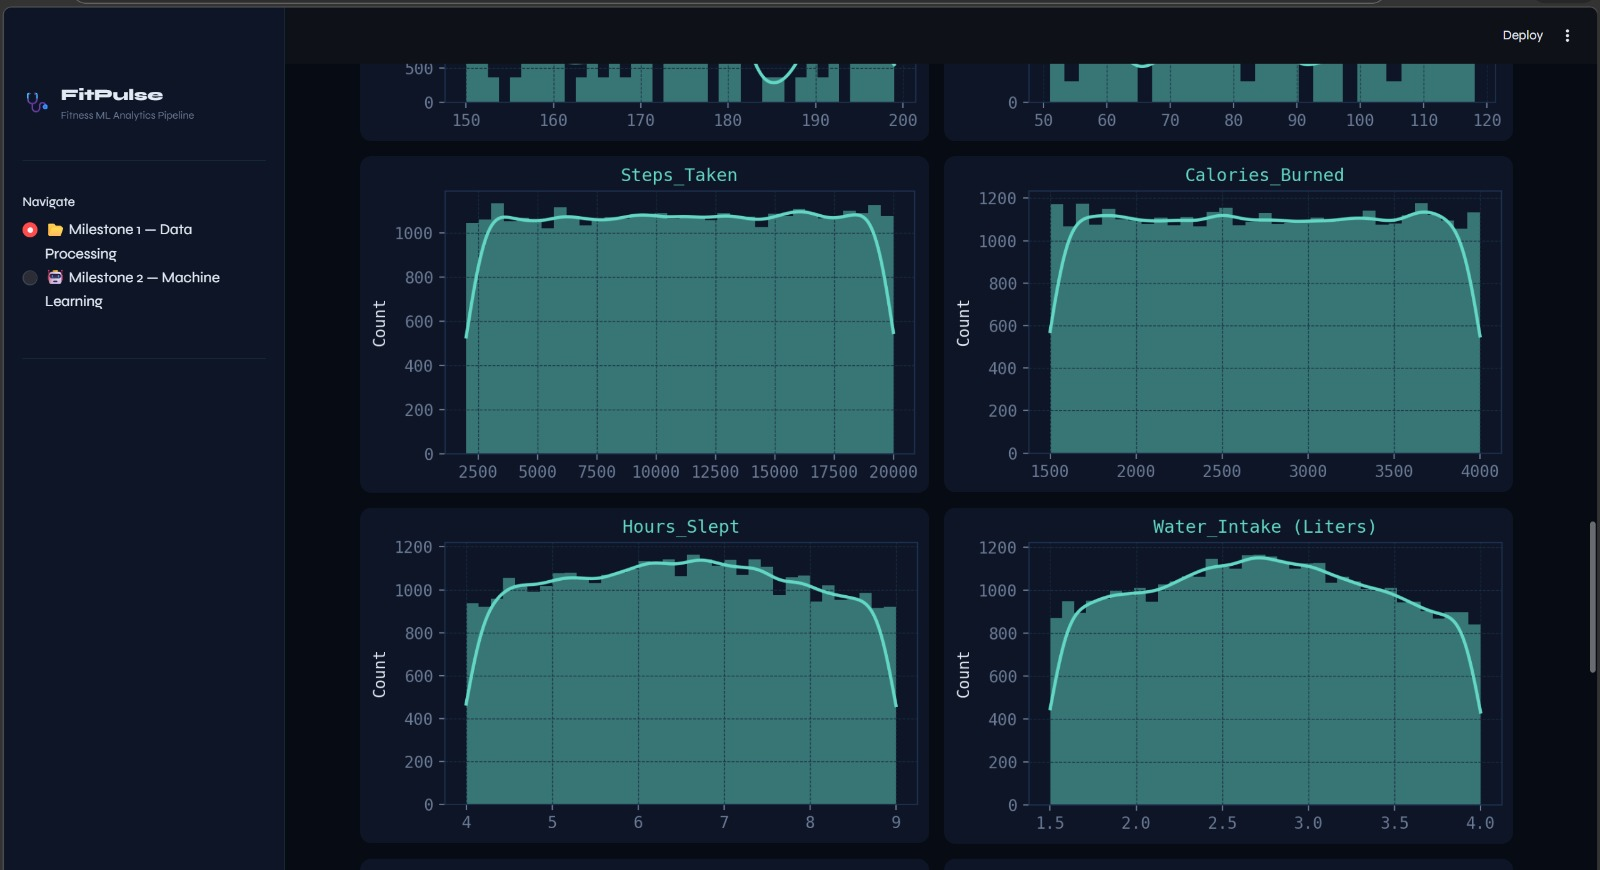 Deploy
FitPulse
Fitness ML Analytics Pipeline
Navigate
Milestone 1 — Data
Processing
Milestone 2 — Machine
Learning
500
0
150 160 170 180 190 200
0
50 60 70 80 90 100 110 120
Steps_Taken
Count
1000
800
600
400
200
0
2500 5000 7500 10000 12500 15000 17500 20000
Calories_Burned
Count
1200
1000
800
600
400
200
0
1500 2000 2500 3000 3500 4000
Hours_Slept
Count
1200
1000
800
600
400
200
0
4 5 6 7 8 9
Water_Intake (Liters)
Count
1200
1000
800
600
400
200
0
1.5 2.0 2.5 3.0 3.5 4.0